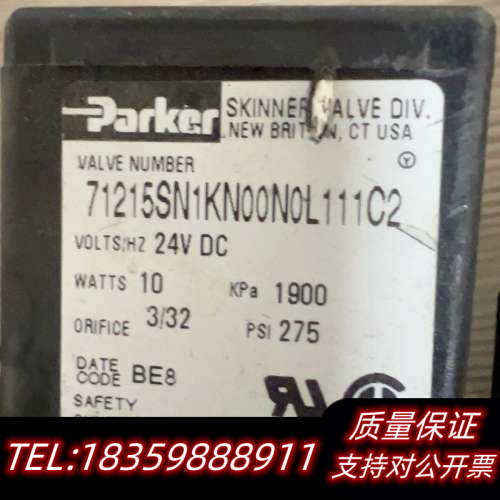 Parker
SKINNER VALVE DIV.
NEW BRITAIN, CT USA
VALVE NUMBER
Y
71215SN1KN00N0L111C2
VOLTS/HZ 24V DC
WATTS 10 KPa 1900
ORIFICE 3/32 PSI 275
DATE CODE BE8
SAFETY
TEL:18359888911
质量保证
支持对公开票